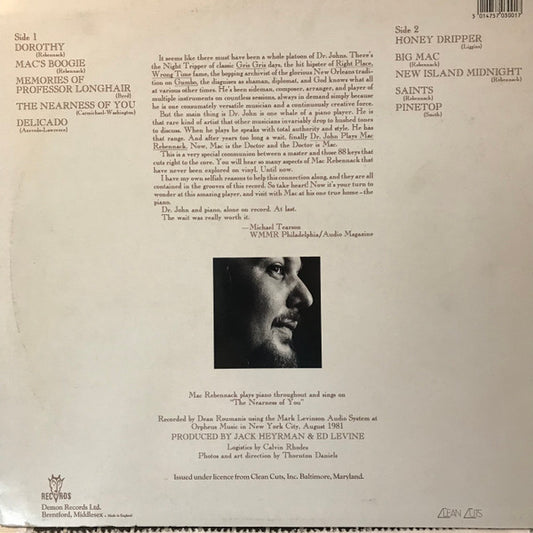 5 014757 030017
Side 1
DOROTHY
(Rebennack)
MAC'S BOOGIE
(Rebennack)
MEMORIES OF
PROFESSOR LONGHAIR
(Byrd)
THE NEARNESS OF YOU
(Carmichael-Washington)
DELICADO
(Azevedo-Lawrence)
It seems like there must have been a whole platoon of Dr. Johns. There's
the Night Tripper of classic Gris Gris days, the hit hipster of Right Place,
Wrong Time fame, the bopping archivist of the glorious New Orleans tradit-
ion on Gumbo, the disguises as shaman, diplomat, and God knows what all
at various other times. He's been sideman, composer, arranger, and player of
multiple instruments on countless sessions, always in demand simply because
he is one consummately versatile musician and a continuously creative force.
But the main thing is Dr. John is one whale of a piano player. He is
that rare kind of artist that other musicians invariably drop to hushed tones
to discuss. When he plays he speaks with total authority and style. He has
that range. And after years too long a wait, finally Dr. John Plays Mac
Rebennack. Now, Mac is the Doctor and the Doctor is Mac.
This is a very special communion between a master and those 88 keys that
cuts right to the core. You will hear so many aspects of Mac Rebennack that
have never been explored on vinyl. Until now.
I have my own selfish reasons to help this connection along, and they are all
contained in the grooves of this record. So take heart! Now it's your turn to
wonder at this amazing player, and visit with Mac at his one true home–the
piano.
Dr. John and piano, alone on record. At last.
The wait was really worth it.
—Michael Tearson
WMMR Philadelphia/Audio Magazine
Side 2
HONEY DRIPPER
(Liggins)
BIG MAC
(Rebennack)
NEW ISLAND MIDNIGHT
(Rebennack)
SAINTS
(Rebennack)
PINETOP
(Smith)
Mac Rebennack plays piano throughout and sings on
"The Nearness of You"
Recorded by Dean Roumanis using the Mark Levinson Audio System at
Orpheus Music in New York City, August 1981
PRODUCED BY JACK HEYRMAN & ED LEVINE
Logistics by Calvin Rhodes
Photos and art direction by Thornton Daniels
Issued under licence from Clean Cuts, Inc. Baltimore, Maryland.
RECORDS
Demon Records Ltd.
Brentford, Middlesex • Made in England
CLEAN CUTS